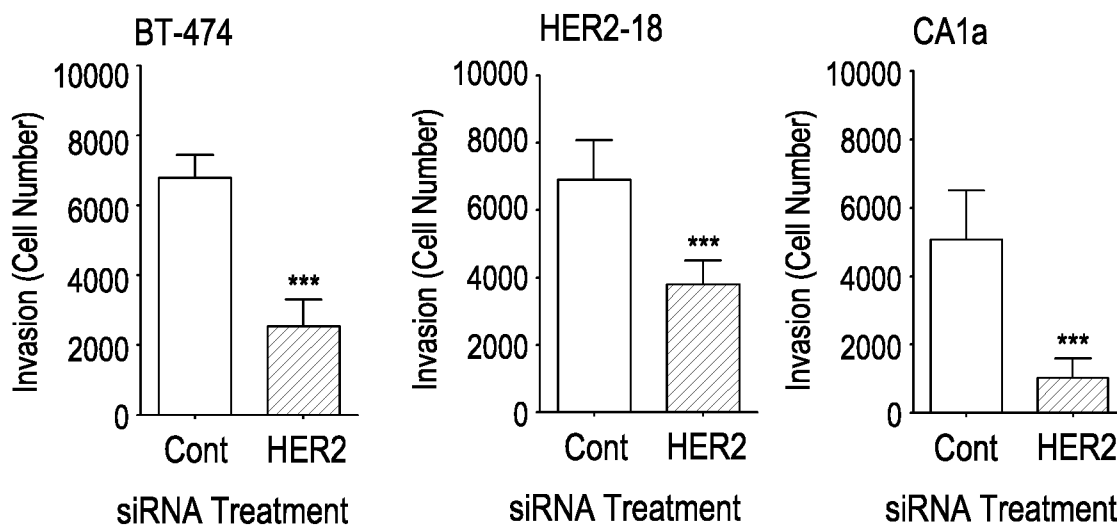 BT-474
Invasion (Cell Number)
10000
8000
6000
4000
2000
0
***
Cont HER2
siRNA Treatment
HER2-18
Invasion (Cell Number)
10000
8000
6000
4000
2000
0
***
Cont HER2
siRNA Treatment
CA1a
Invasion (Cell Number)
10000
8000
6000
4000
2000
0
***
Cont HER2
siRNA Treatment